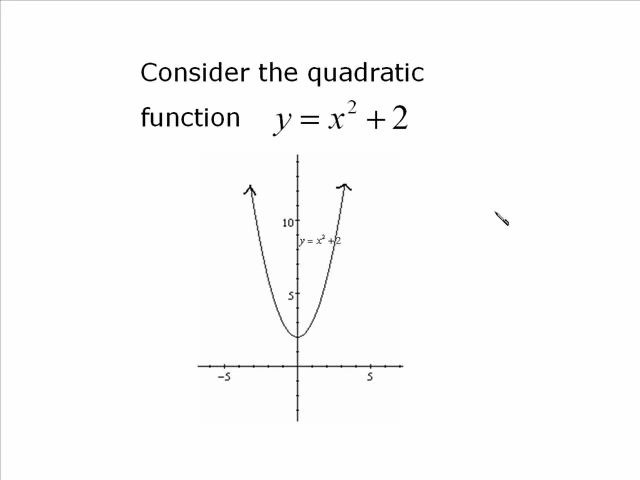 Consider the quadratic
function y = x² + 2
10
y = x² + 2
5
−5 5